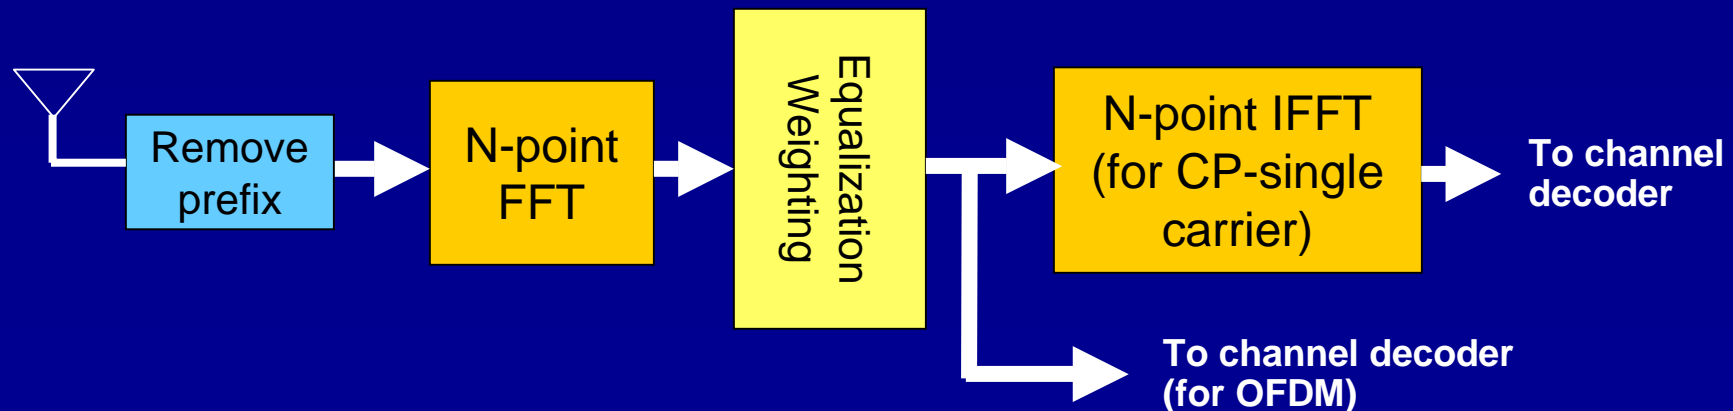 Remove
prefix
N-point
FFT
Equalization
Weighting
N-point IFFT
(for CP-single
carrier)
To channel
decoder
To channel decoder
(for OFDM)